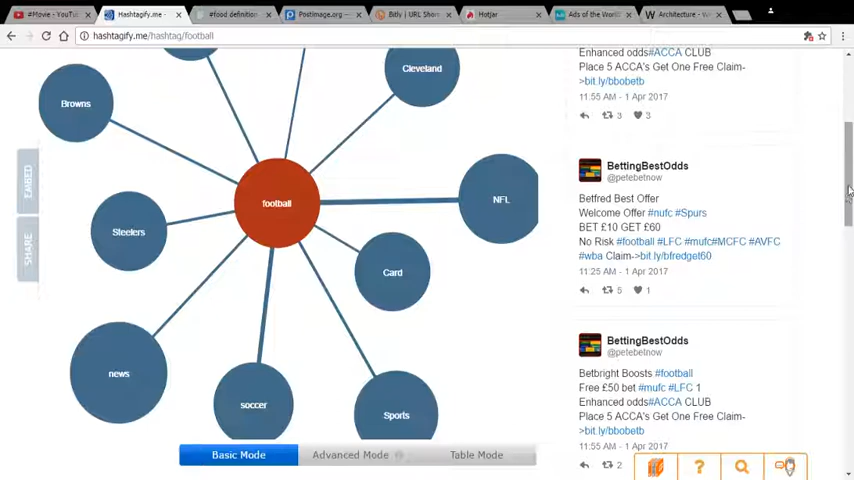 #Movie - YouTu
Hashtagify.me -
#food definition
Postimage.org —
Bitly | URL Shor
Hotjar
Ads of the World
Architecture - W
hashtagify.me/hashtag/football
Browns
Cleveland
Steelers
football
NFL
Card
news
soccer
Sports
EMBED
SHARE
Basic Mode
Advanced Mode
Table Mode
Enhanced odds#ACCA CLUB
Place 5 ACCA's Get One Free Claim-
>bit.ly/bbobetb
11:55 AM - 1 Apr 2017
3
3
BettingBestOdds
@petebetnow
Betfred Best Offer
Welcome Offer #nufc #Spurs
BET £10 GET £60
No Risk #football #LFC #mufc#MCFC #AVFC
#wba Claim->bit.ly/bfredget60
11:25 AM - 1 Apr 2017
5
1
BettingBestOdds
@petebetnow
Betbright Boosts #football
Free £50 bet #mufc #LFC 1
Enhanced odds#ACCA CLUB
Place 5 ACCA's Get One Free Claim-
>bit.ly/bbobetb
11:55 AM - 1 Apr 2017
2
?